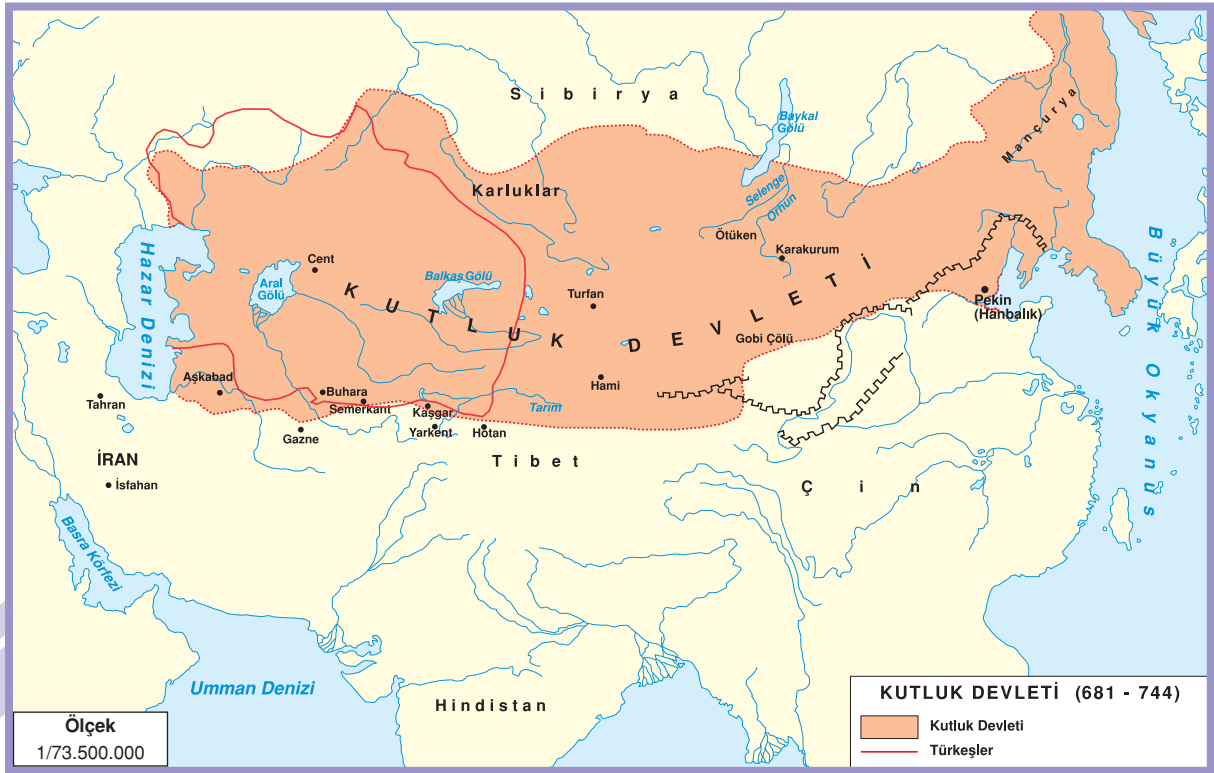 Sibirya
Baykal
Gölü
Mançurya
Karluklar
Selenge
Orhun
Ötüken
Karakurum
Hazar Denizi
Cent
Aral
Gölü
Balkaş Gölü
Turfan
KUTLUK DEVLETİ
Gobi Çölü
Pekin
(Hanbalık)
Büyük Okyanus
Aşkabad
Buhara
Semerkant
Kaşgar
Yarkent
Hotan
Tarım
Hami
Tahran
Gazne
İRAN
İsfahan
Tibet
Çin
Basra Körfezi
Umman Denizi
Hindistan
Ölçek
1/73.500.000
KUTLUK DEVLETİ (681 - 744)
Kutluk Devleti
Türkeşler